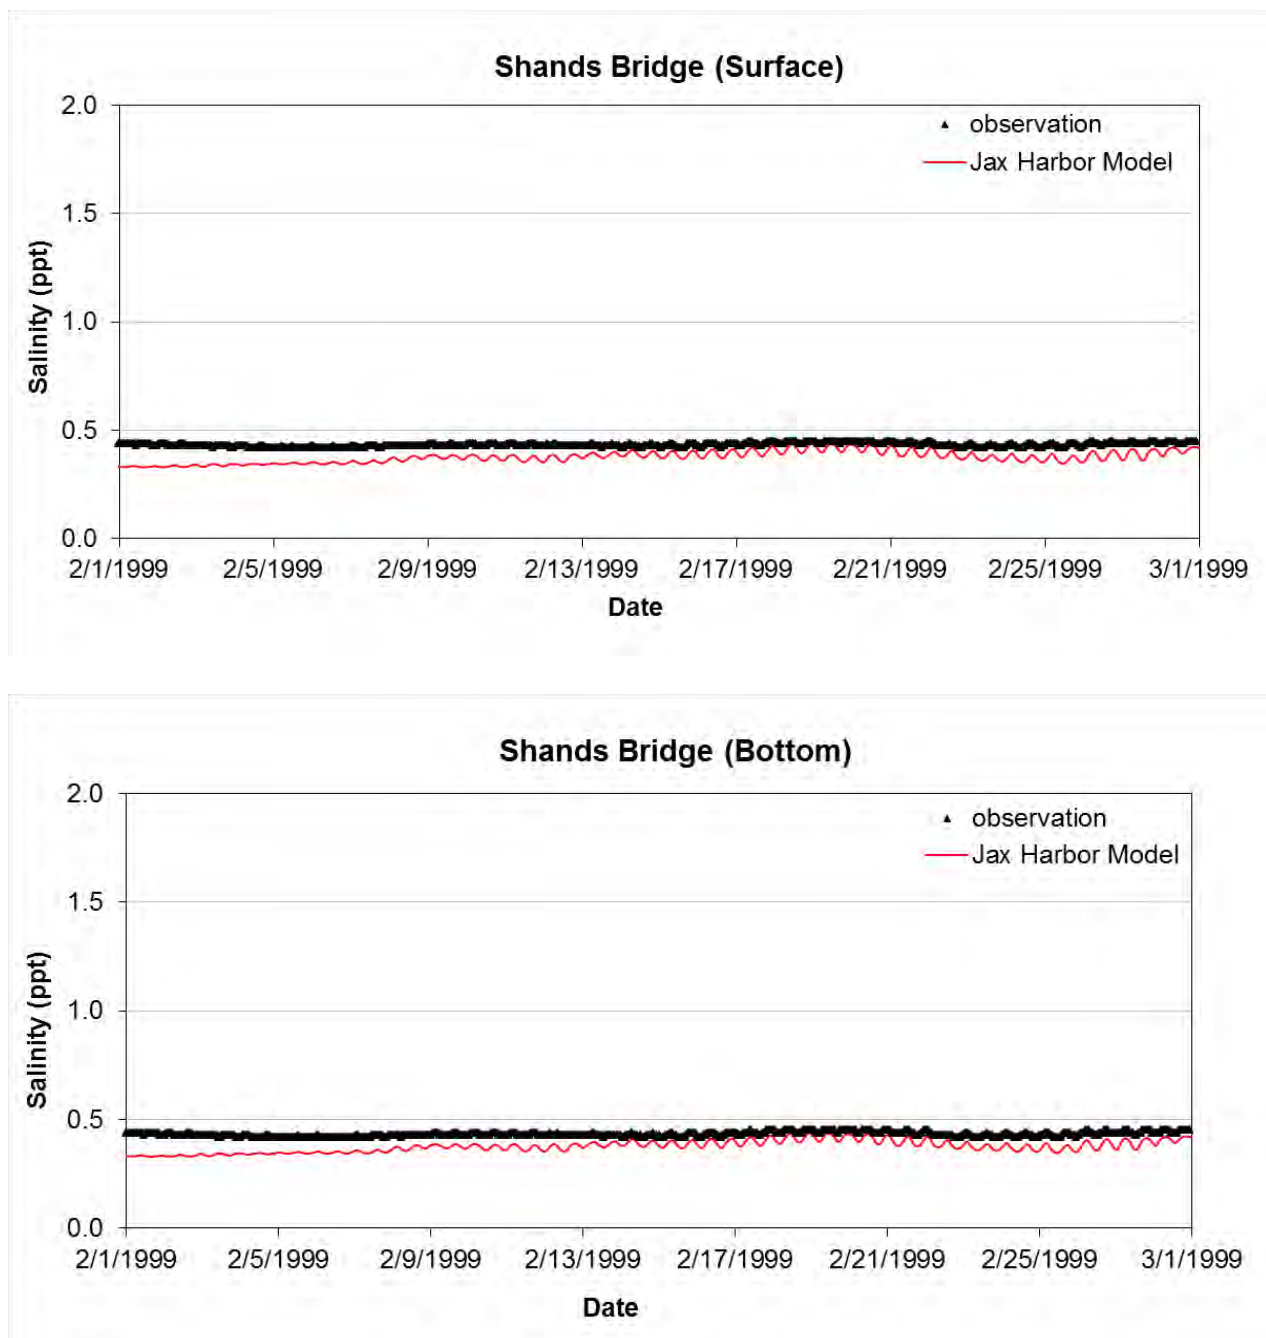 Shands Bridge (Surface)
2.0
observation
Jax Harbor Model
1.5
Salinity (ppt)
1.0
0.5
0.0
2/1/1999 2/5/1999 2/9/1999 2/13/1999 2/17/1999 2/21/1999 2/25/1999 3/1/1999
Date
Shands Bridge (Bottom)
2.0
observation
Jax Harbor Model
1.5
Salinity (ppt)
1.0
0.5
0.0
2/1/1999 2/5/1999 2/9/1999 2/13/1999 2/17/1999 2/21/1999 2/25/1999 3/1/1999
Date